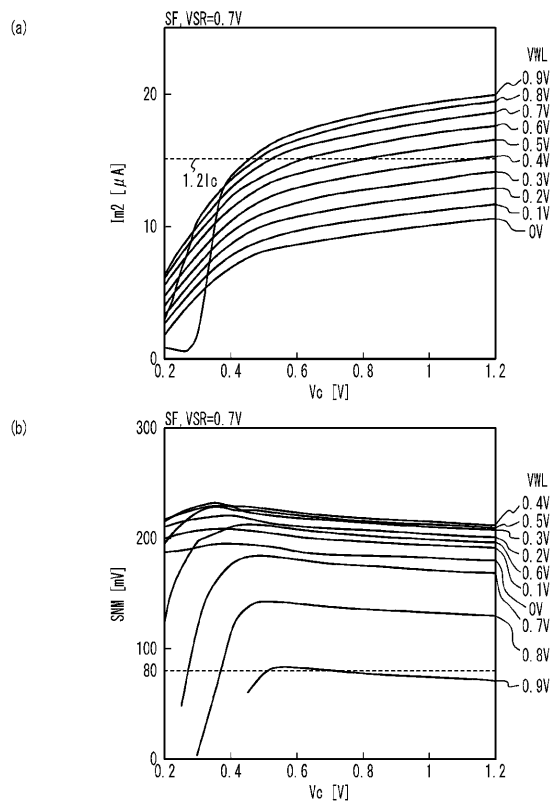 (a)
SF, VSR=0.7V
VWL
0.9V
0.8V
0.7V
0.6V
0.5V
0.4V
0.3V
0.2V
0.1V
0V
20
10
0
Im2 [μA]
1.2Ic
0.2 0.4 0.6 0.8 1 1.2
Vc [V]
(b)
SF, VSR=0.7V
VWL
0.4V
0.5V
0.3V
0.2V
0.6V
0.1V
0V
0.7V
0.8V
0.9V
300
200
100
80
0
SNM [mV]
0.2 0.4 0.6 0.8 1 1.2
Vc [V]